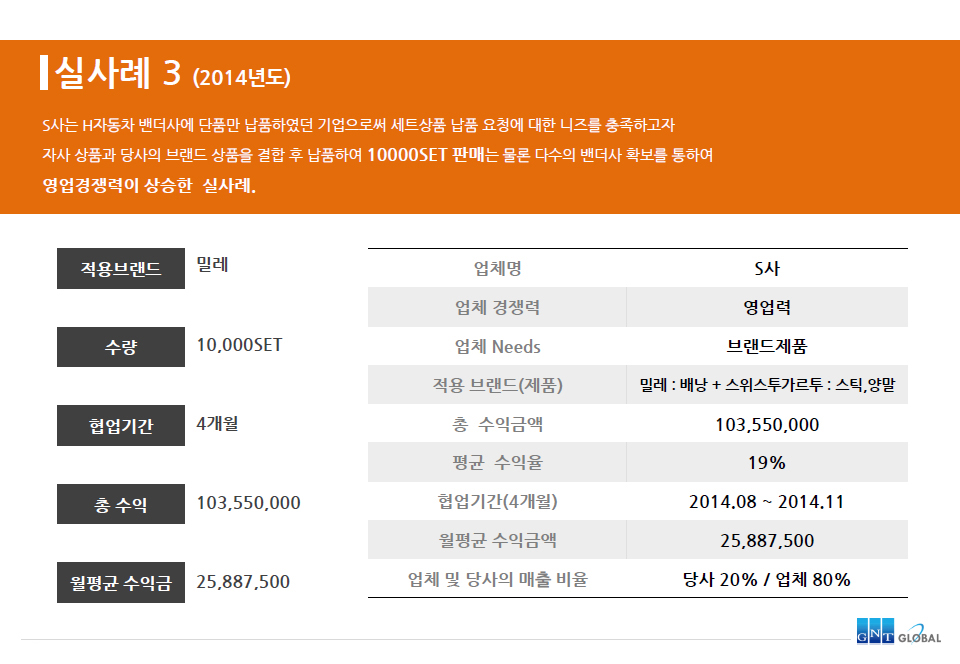 실사례 3 (2014년도)
S사는 H자동차 밴더사에 단품만 납품하였던 기업으로써 세트상품 납품 요청에 대한 니즈를 충족하고자
자사 상품과 당사의 브랜드 상품을 결합 후 납품하여 10000SET 판매는 물론 다수의 밴더사 확보를 통하여
영업경쟁력이 상승한 실사례.
적용브랜드 밀레
수량 10,000SET
협업기간 4개월
총 수익 103,550,000
월평균 수익금 25,887,500
업체명 S사
업체 경쟁력 영업력
업체 Needs 브랜드제품
적용 브랜드(제품) 밀레 : 배낭 + 스위스투가르투 : 스틱,양말
총 수익금액 103,550,000
평균 수익율 19%
협업기간(4개월) 2014.08 ~ 2014.11
월평균 수익금액 25,887,500
업체 및 당사의 매출 비율 당사 20% / 업체 80%
GNT GLOBAL